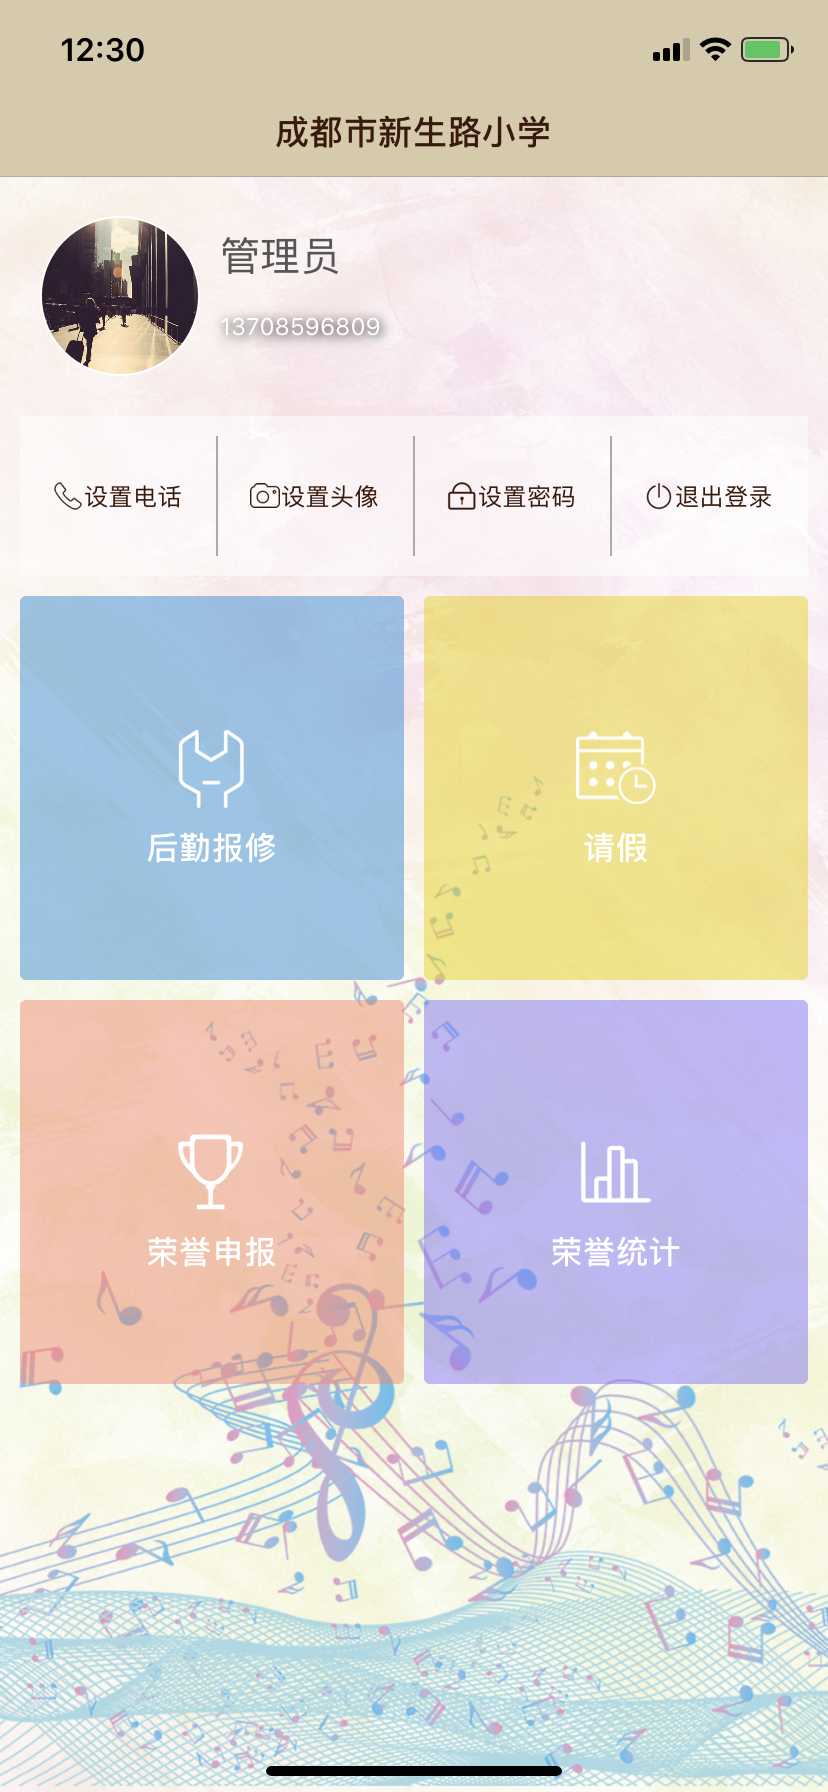 12:30
成都市新生路小学
管理员
13708596809
设置电话 设置头像 设置密码 退出登录
后勤报修 请假
荣誉申报 荣誉统计